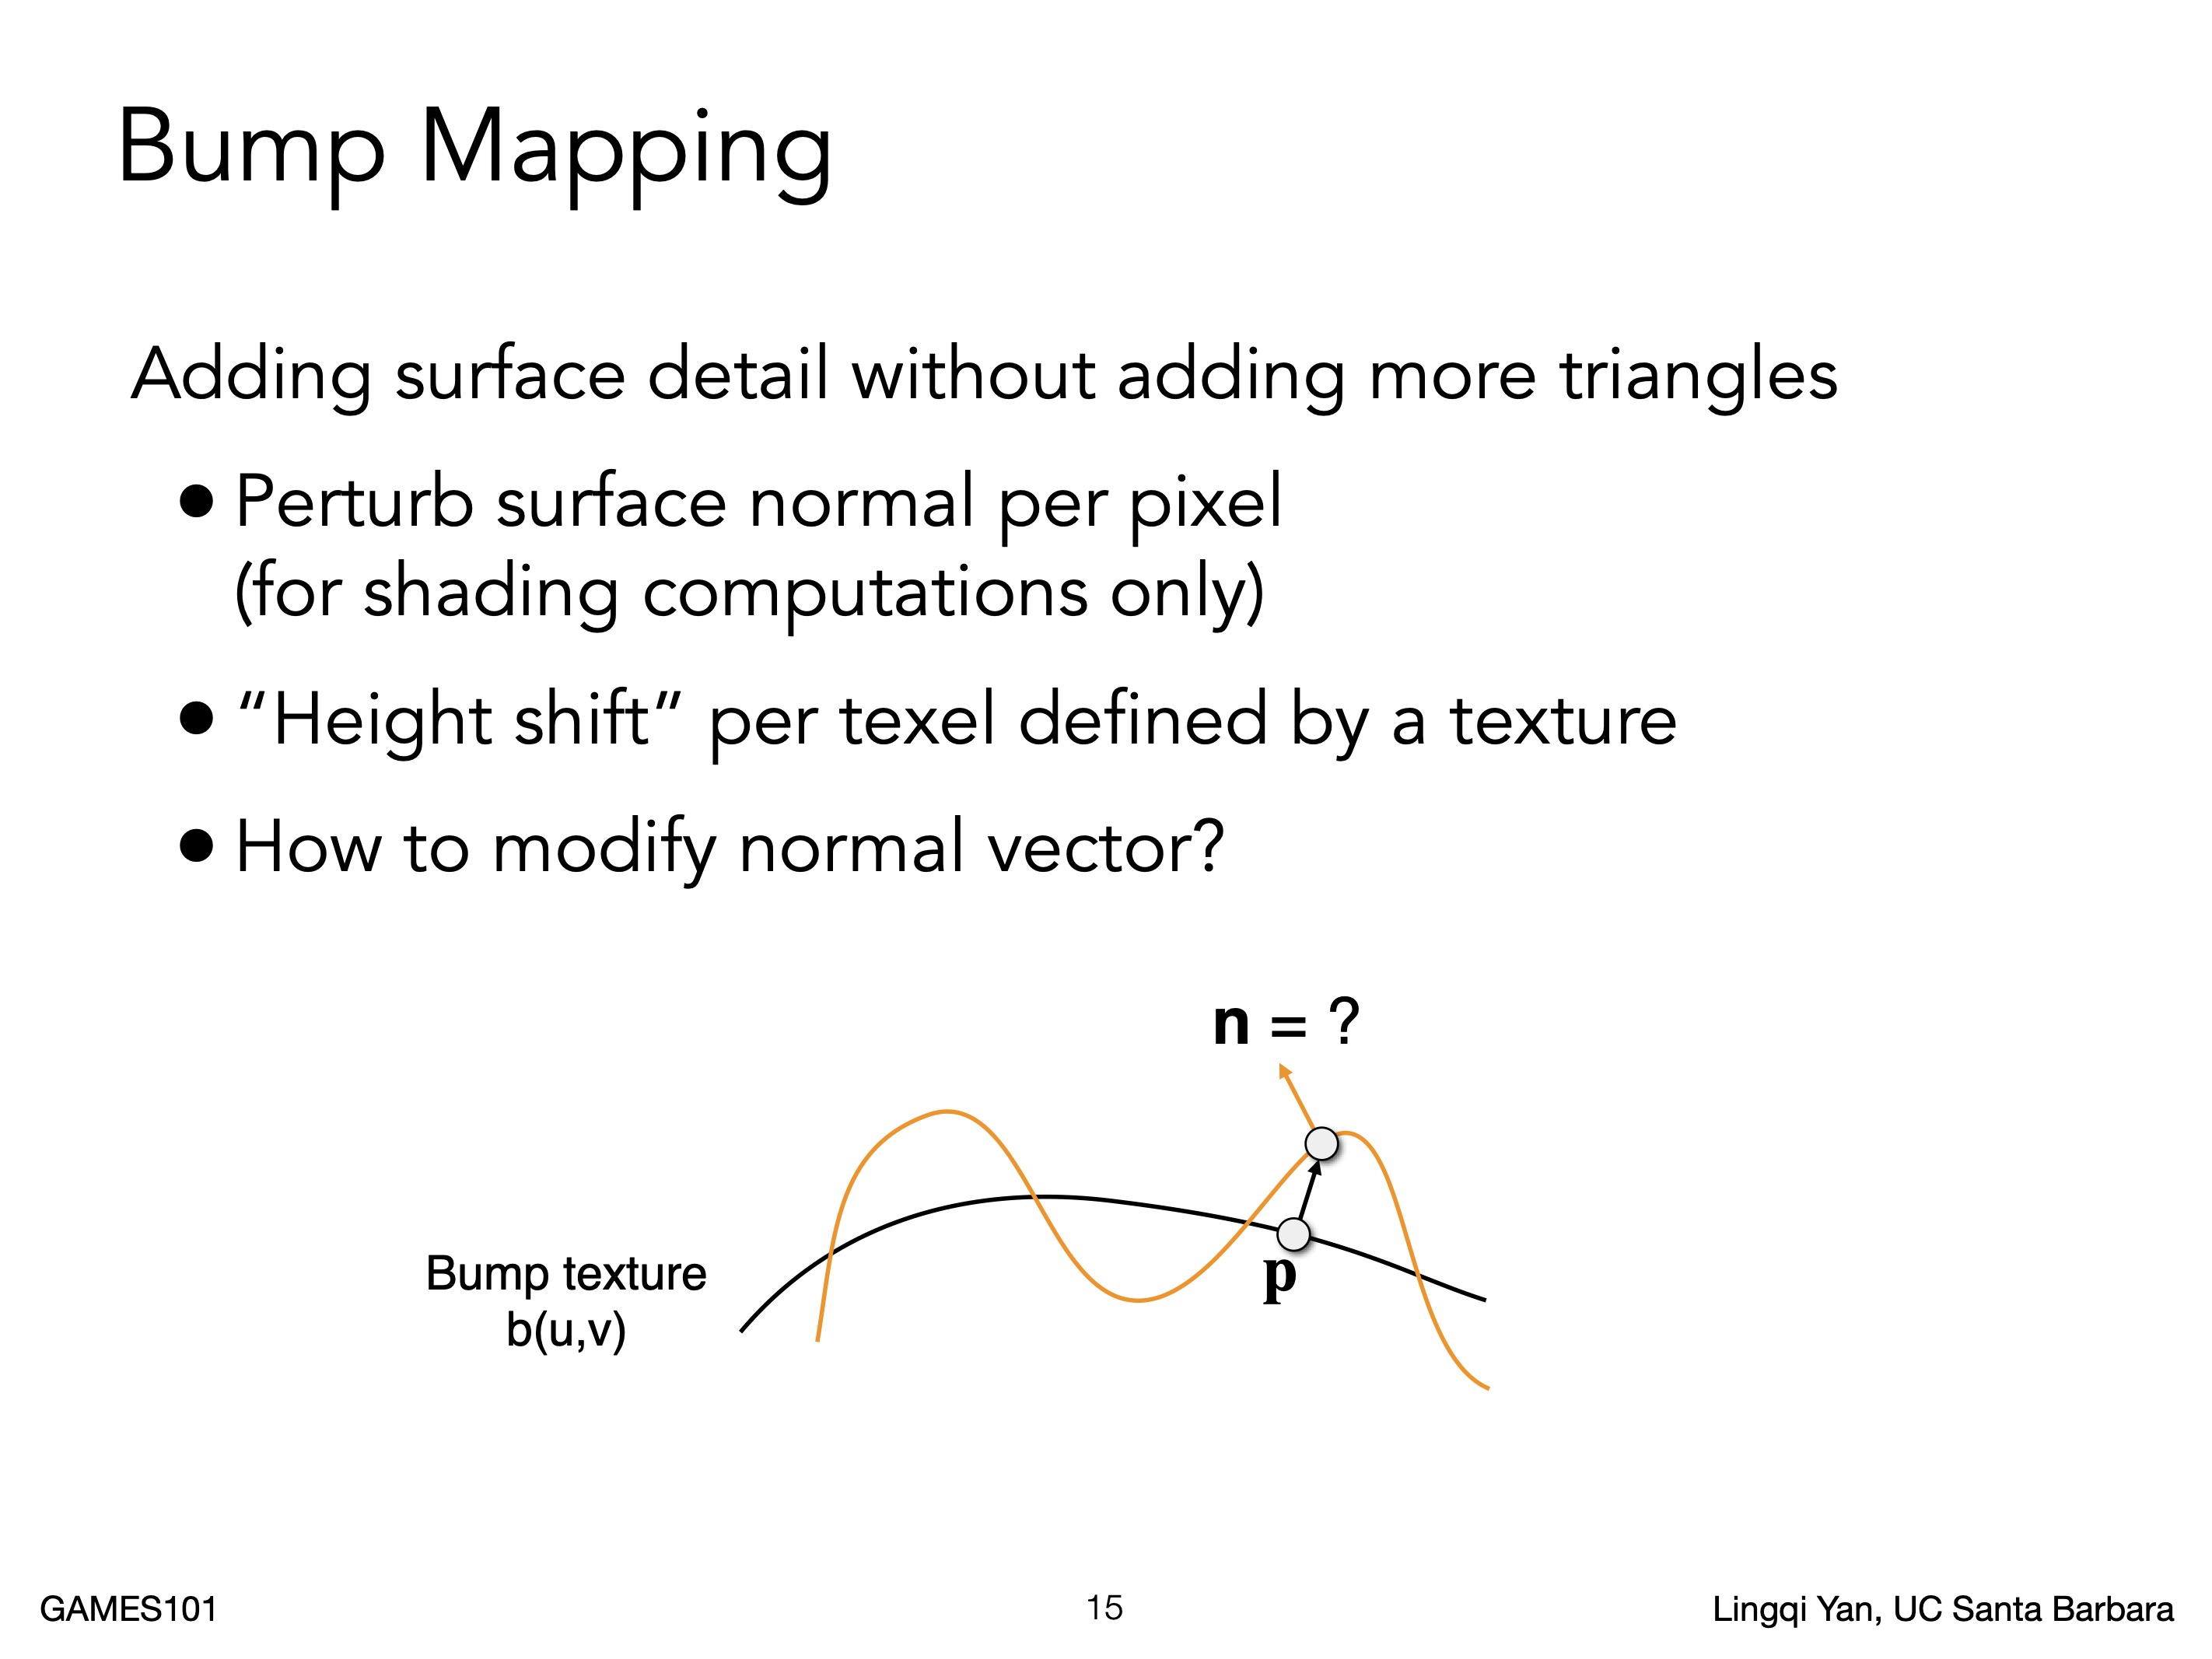 Bump Mapping
Adding surface detail without adding more triangles
• Perturb surface normal per pixel
(for shading computations only)
• “Height shift” per texel defined by a texture
• How to modify normal vector?
n = ?
p
Bump texture
b(u,v)
GAMES101
15
Lingqi Yan, UC Santa Barbara